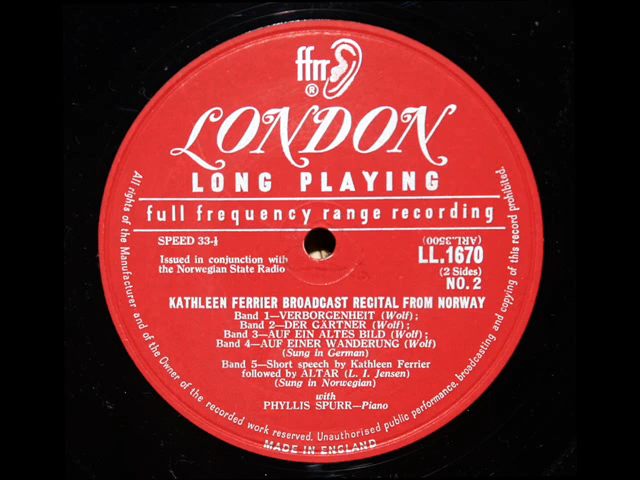 ffrr
®
LONDON
LONG PLAYING
full frequency range recording
SPEED 33-⅓
(ARL.3500)
Issued in conjunction with
the Norwegian State Radio
LL.1670
(2 Sides)
NO. 2
KATHLEEN FERRIER BROADCAST RECITAL FROM NORWAY
Band 1—VERBORGENHEIT (Wolf) ;
Band 2—DER GÄRTNER (Wolf) ;
Band 3—AUF EIN ALTES BILD (Wolf) ;
Band 4—AUF EINER WANDERUNG (Wolf)
(Sung in German)
Band 5—Short speech by Kathleen Ferrier
followed by ALTAR (L. I. Jensen)
(Sung in Norwegian)
with
PHYLLIS SPURR—Piano
All rights of the Manufacturer and of the Owner of the recorded work reserved. Unauthorised public performance, broadcasting and copying of this record prohibited.
MADE IN ENGLAND